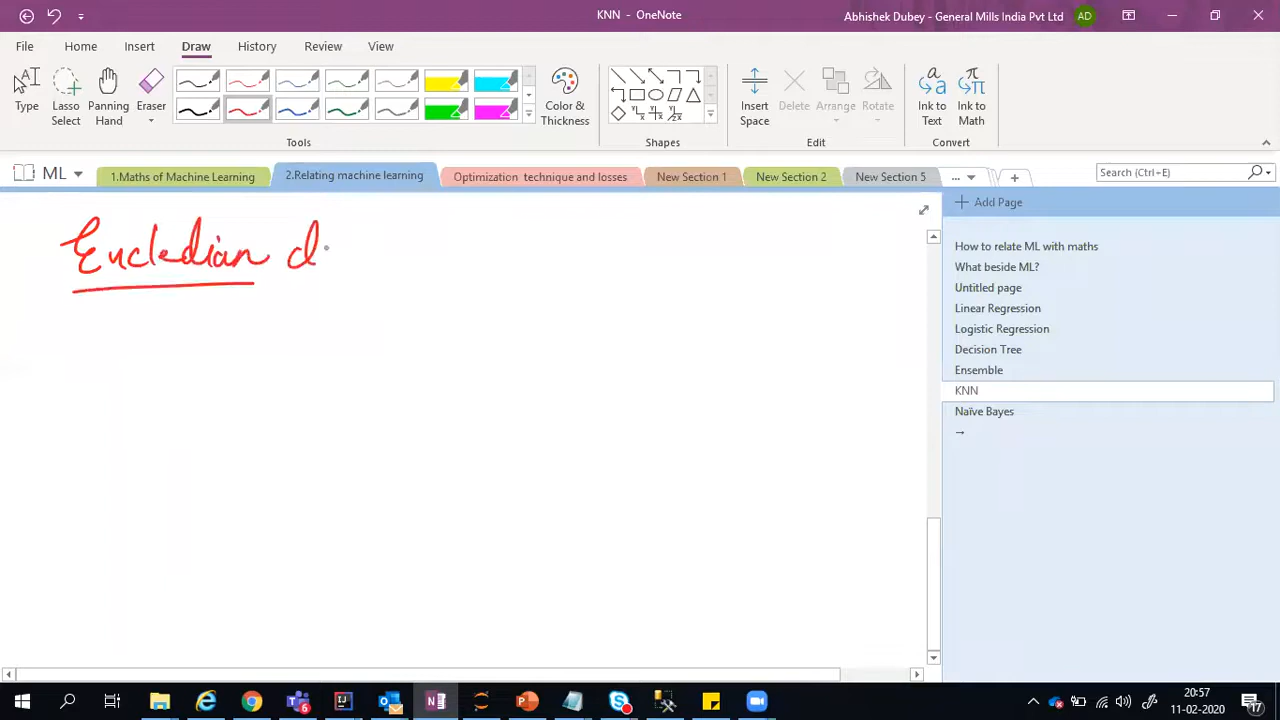 KNN - OneNote
Abhishek Dubey - General Mills India Pvt Ltd AD
File Home Insert Draw History Review View
Type Lasso Select Panning Hand Eraser Color & Thickness Insert Space Delete Arrange Rotate Ink to Text Ink to Math
Tools Shapes Edit Convert
ML 1.Maths of Machine Learning 2.Relating machine learning Optimization technique and losses New Section 1 New Section 2 New Section 5 ... Search (Ctrl+E)
Add Page
Eucledian d
How to relate ML with maths
What beside ML?
Untitled page
Linear Regression
Logistic Regression
Decision Tree
Ensemble
KNN
Naïve Bayes
→
20:57
11-02-2020
17